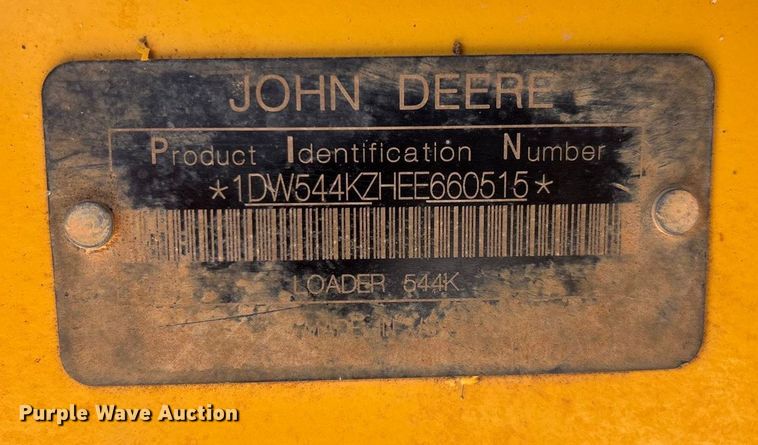 JOHN DEERE
Product Identification Number
*1DW544KZHEE660515*
LOADER 544K
Purple Wave Auction